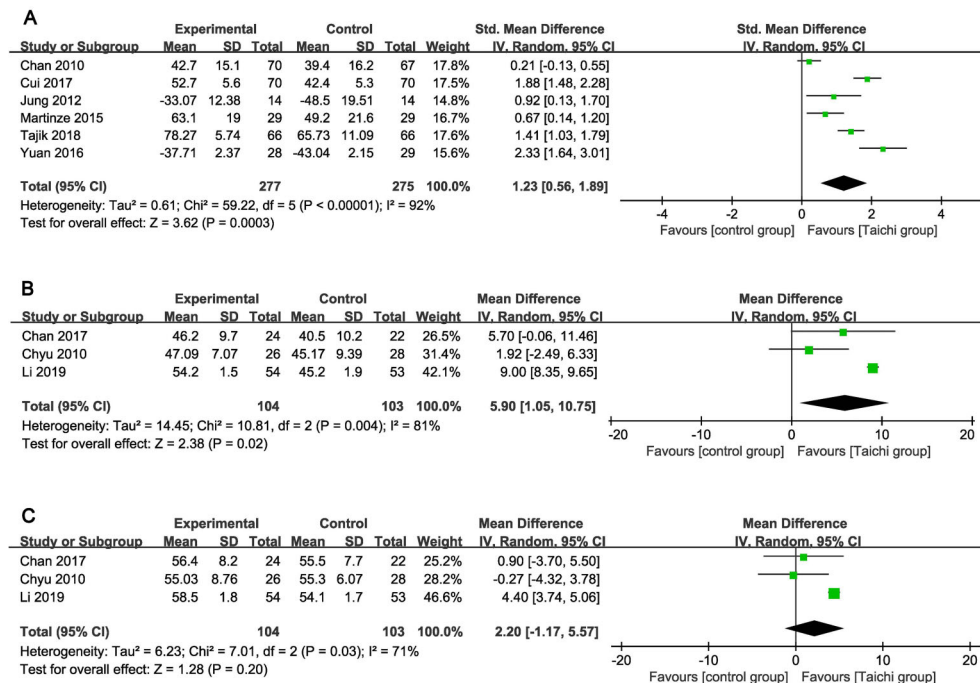 A
Experimental Control Std. Mean Difference Std. Mean Difference
Study or Subgroup Mean SD Total Mean SD Total Weight IV. Random. 95% CI IV. Random. 95% CI
Chan 2010 42.7 15.1 70 39.4 16.2 67 17.8% 0.21 [-0.13, 0.55]
Cui 2017 52.7 5.6 70 42.4 5.3 70 17.5% 1.88 [1.48, 2.28]
Jung 2012 -33.07 12.38 14 -48.5 19.51 14 14.8% 0.92 [0.13, 1.70]
Martinze 2015 63.1 19 29 49.2 21.6 29 16.7% 0.67 [0.14, 1.20]
Tajik 2018 78.27 5.74 66 65.73 11.09 66 17.6% 1.41 [1.03, 1.79]
Yuan 2016 -37.71 2.37 28 -43.04 2.15 29 15.6% 2.33 [1.64, 3.01]
Total (95% CI) 277 275 100.0% 1.23 [0.56, 1.89]
Heterogeneity: Tau² = 0.61; Chi² = 59.22, df = 5 (P < 0.00001); I² = 92%
Test for overall effect: Z = 3.62 (P = 0.0003)
-4 -2 0 2 4
Favours [control group] Favours [Taichi group]
B
Experimental Control Mean Difference Mean Difference
Study or Subgroup Mean SD Total Mean SD Total Weight IV. Random, 95% CI IV. Random, 95% CI
Chan 2017 46.2 9.7 24 40.5 10.2 22 26.5% 5.70 [-0.06, 11.46]
Chyu 2010 47.09 7.07 26 45.17 9.39 28 31.4% 1.92 [-2.49, 6.33]
Li 2019 54.2 1.5 54 45.2 1.9 53 42.1% 9.00 [8.35, 9.65]
Total (95% CI) 104 103 100.0% 5.90 [1.05, 10.75]
Heterogeneity: Tau² = 14.45; Chi² = 10.81, df = 2 (P = 0.004); I² = 81%
Test for overall effect: Z = 2.38 (P = 0.02)
-20 -10 0 10 20
Favours [control group] Favours [Taichi group]
C
Experimental Control Mean Difference Mean Difference
Study or Subgroup Mean SD Total Mean SD Total Weight IV. Random, 95% CI IV. Random, 95% CI
Chan 2017 56.4 8.2 24 55.5 7.7 22 25.2% 0.90 [-3.70, 5.50]
Chyu 2010 55.03 8.76 26 55.3 6.07 28 28.2% -0.27 [-4.32, 3.78]
Li 2019 58.5 1.8 54 54.1 1.7 53 46.6% 4.40 [3.74, 5.06]
Total (95% CI) 104 103 100.0% 2.20 [-1.17, 5.57]
Heterogeneity: Tau² = 6.23; Chi² = 7.01, df = 2 (P = 0.03); I² = 71%
Test for overall effect: Z = 1.28 (P = 0.20)
-20 -10 0 10 20
Favours [control group] Favours [Taichi group]